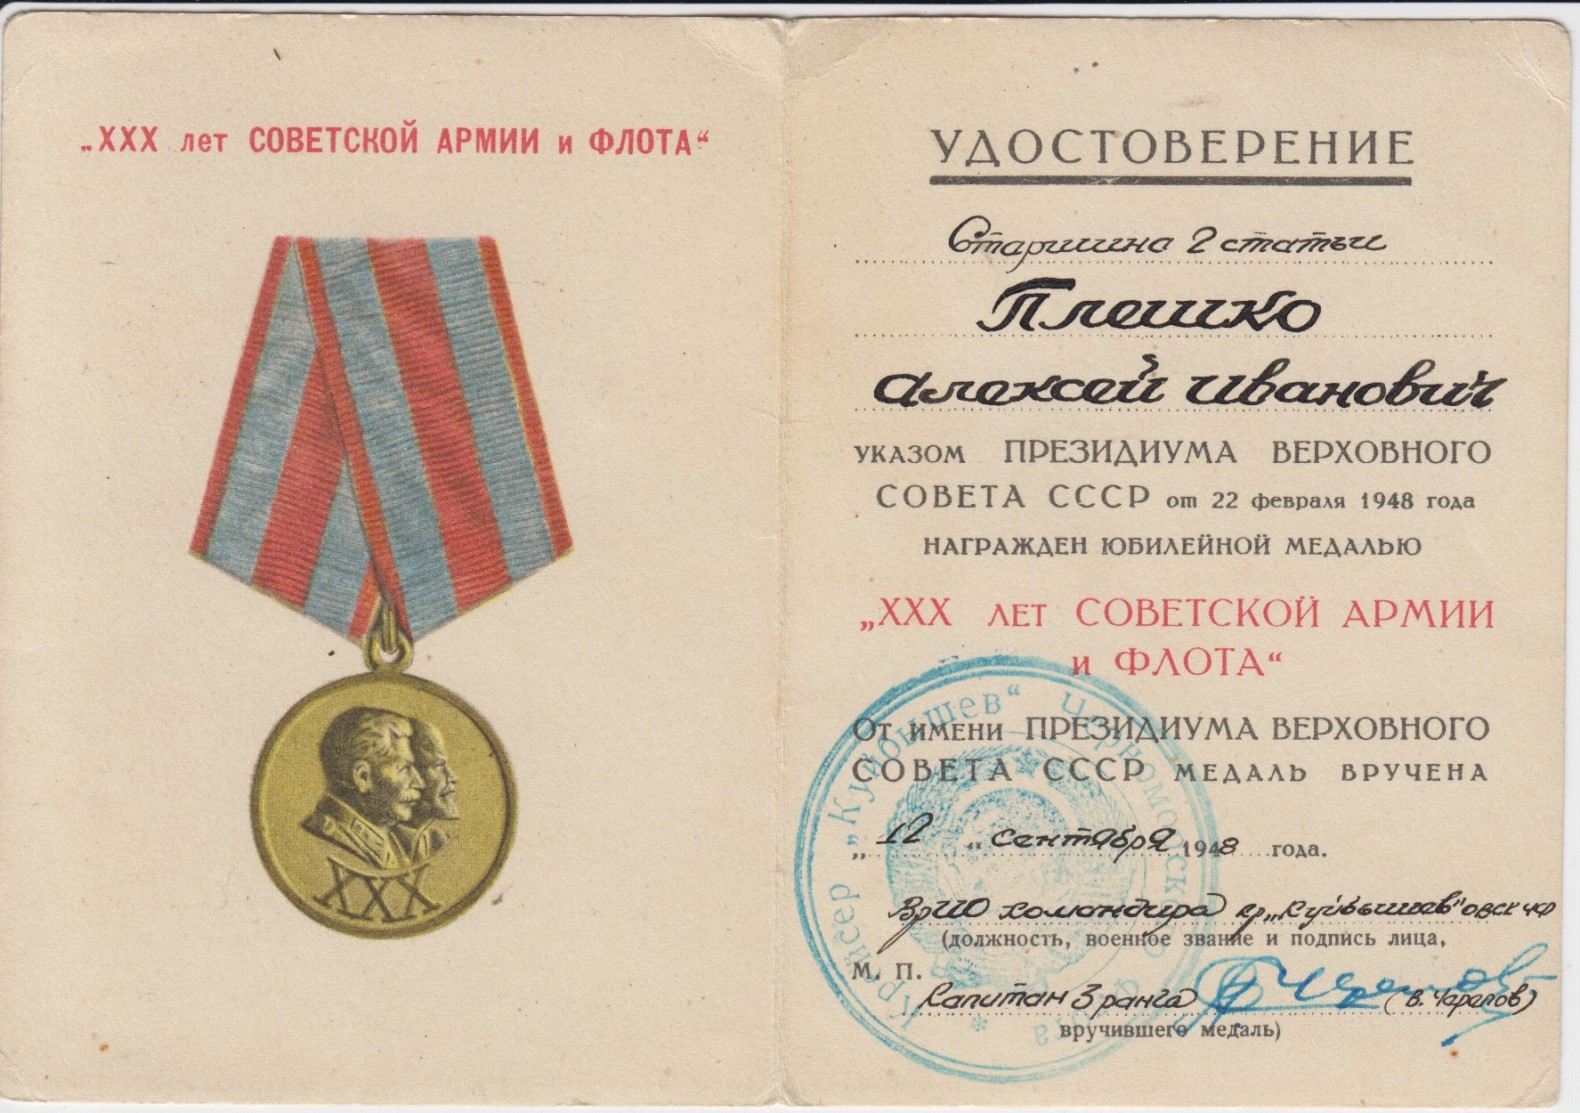 „XXX лет СОВЕТСКОЙ АРМИИ и ФЛОТА“
XXX
УДОСТОВЕРЕНИЕ
Старшина 2 статьи
Плешко
Алексей Иванович
указом ПРЕЗИДИУМА ВЕРХОВНОГО
СОВЕТА СССР от 22 февраля 1948 года
НАГРАЖДЕН ЮБИЛЕЙНОЙ МЕДАЛЬЮ
„XXX ЛЕТ СОВЕТСКОЙ АРМИИ
и ФЛОТА“
От имени ПРЕЗИДИУМА ВЕРХОВНОГО
СОВЕТА СССР МЕДАЛЬ ВРУЧЕНА
„12“ сентября 1948 года.
ВрИО командира кр. „Куйбышев"
(должность, военное звание и подпись лица,
М. П.
Капитан 3 ранга
вручившего медаль)
Крейсер „Куйбышев“ Черноморского Флота